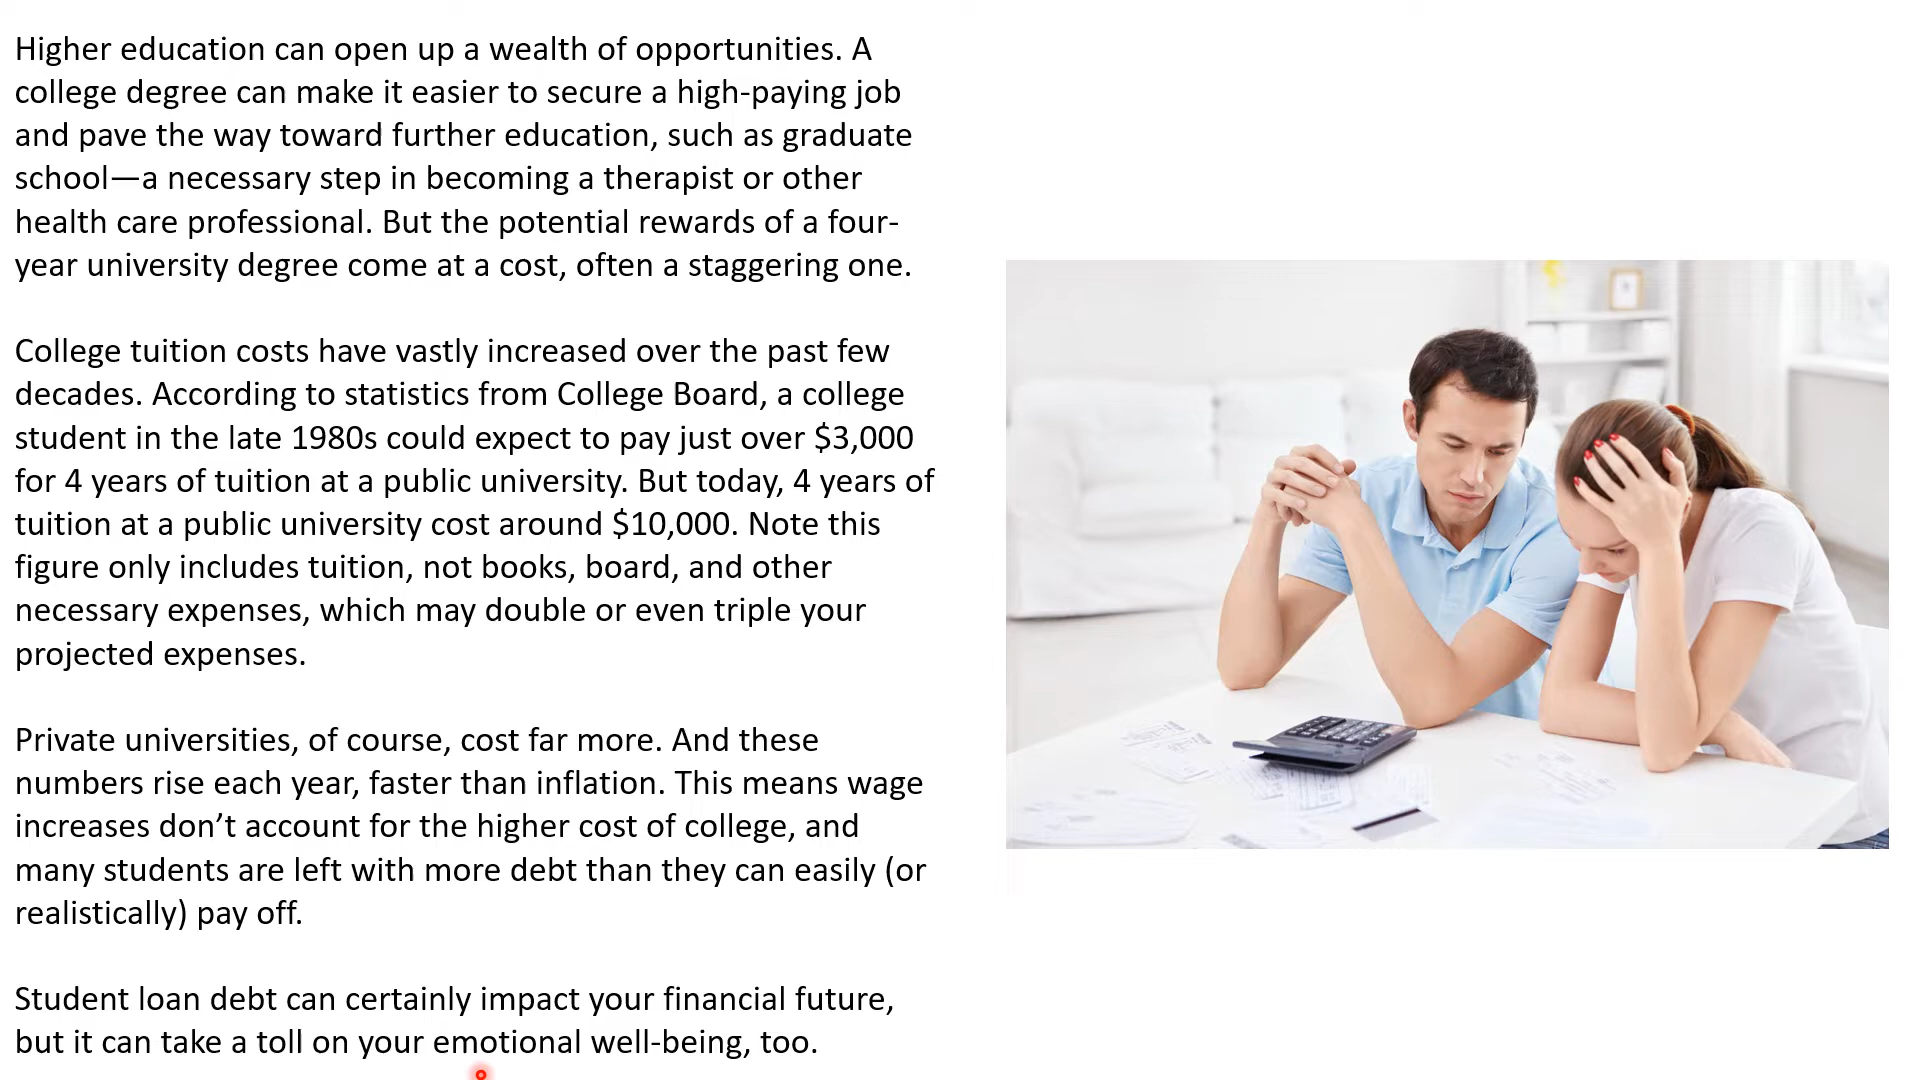 Higher education can open up a wealth of opportunities. A
college degree can make it easier to secure a high-paying job
and pave the way toward further education, such as graduate
school—a necessary step in becoming a therapist or other
health care professional. But the potential rewards of a four-
year university degree come at a cost, often a staggering one.
College tuition costs have vastly increased over the past few
decades. According to statistics from College Board, a college
student in the late 1980s could expect to pay just over $3,000
for 4 years of tuition at a public university. But today, 4 years of
tuition at a public university cost around $10,000. Note this
figure only includes tuition, not books, board, and other
necessary expenses, which may double or even triple your
projected expenses.
Private universities, of course, cost far more. And these
numbers rise each year, faster than inflation. This means wage
increases don’t account for the higher cost of college, and
many students are left with more debt than they can easily (or
realistically) pay off.
Student loan debt can certainly impact your financial future,
but it can take a toll on your emotional well-being, too.